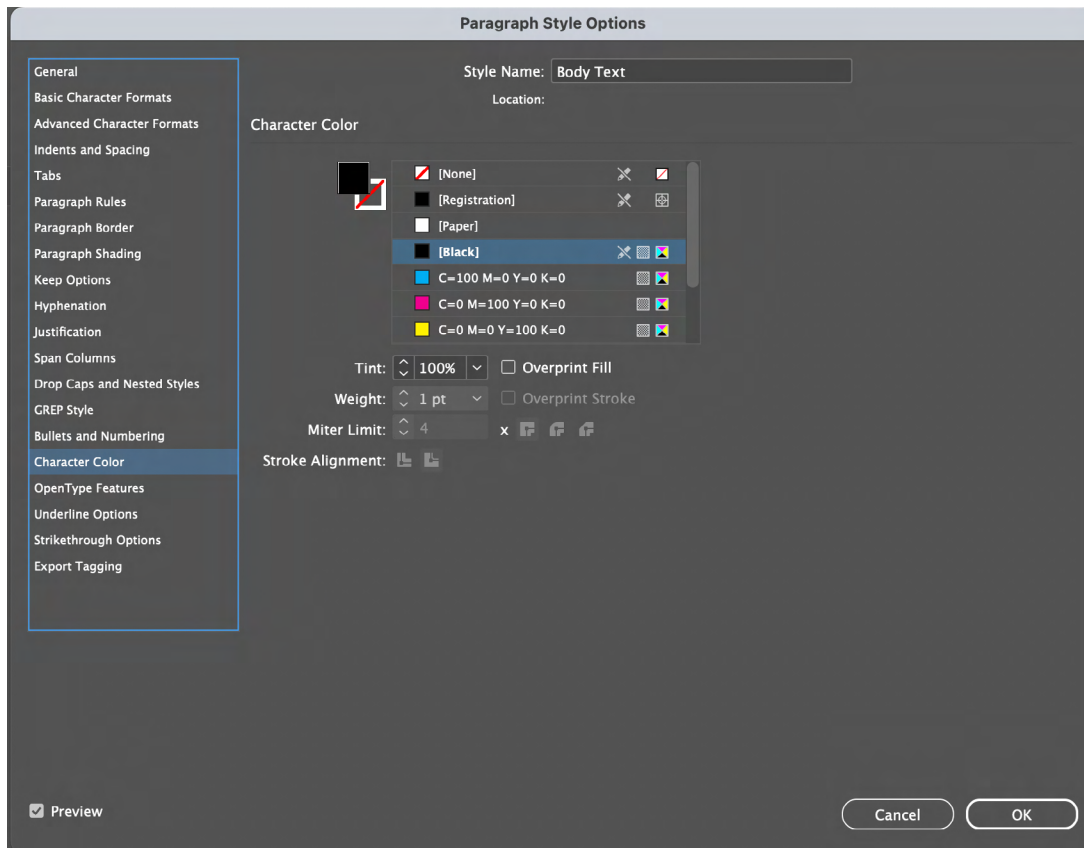 Paragraph Style Options
General
Basic Character Formats
Advanced Character Formats
Indents and Spacing
Tabs
Paragraph Rules
Paragraph Border
Paragraph Shading
Keep Options
Hyphenation
Justification
Span Columns
Drop Caps and Nested Styles
GREP Style
Bullets and Numbering
Character Color
OpenType Features
Underline Options
Strikethrough Options
Export Tagging
Style Name: Body Text
Location:
Character Color
[None]
[Registration]
[Paper]
[Black]
C=100 M=0 Y=0 K=0
C=0 M=100 Y=0 K=0
C=0 M=0 Y=100 K=0
Tint: 100% Overprint Fill
Weight: 1 pt Overprint Stroke
Miter Limit: 4 x
Stroke Alignment:
Preview
Cancel OK